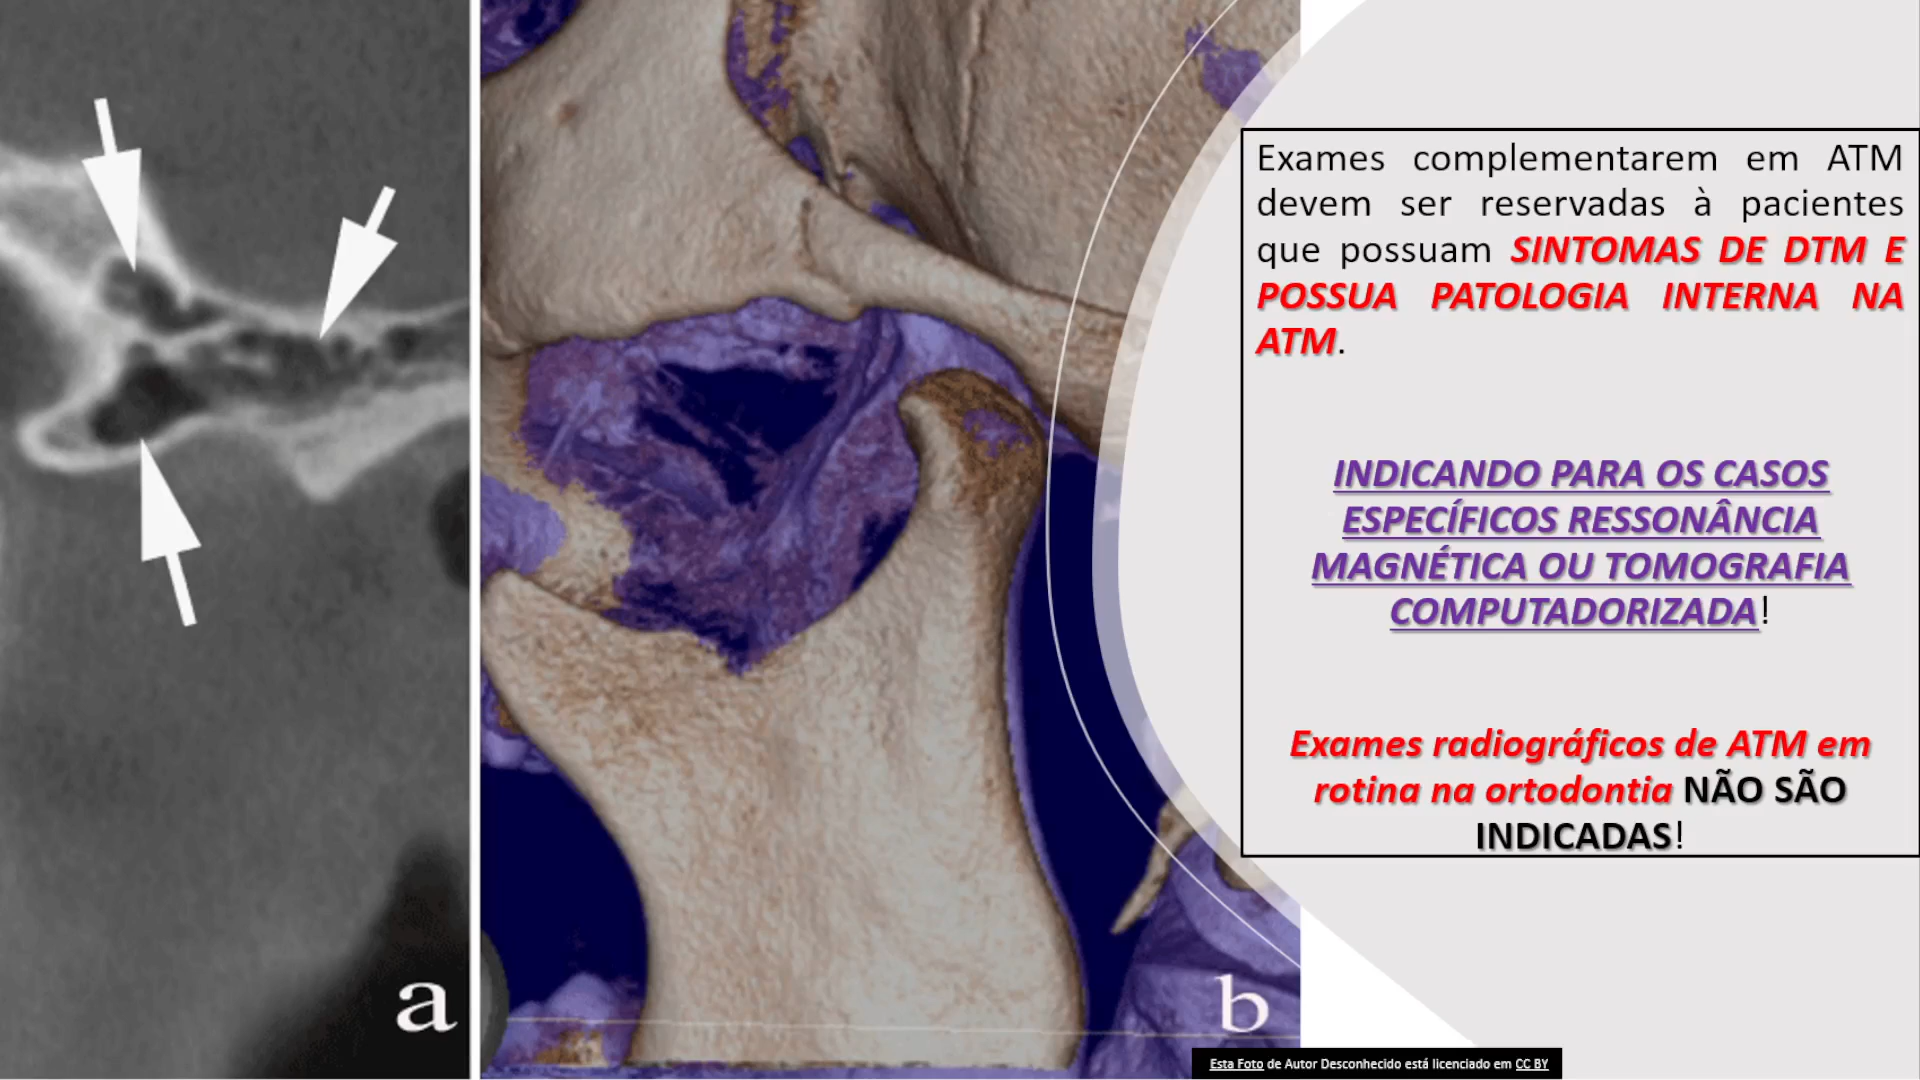 Exames complementarem em ATM
devem ser reservadas à pacientes
que possuam SINTOMAS DE DTM E
POSSUA PATOLOGIA INTERNA NA
ATM.
INDICANDO PARA OS CASOS
ESPECÍFICOS RESSONÂNCIA
MAGNÉTICA OU TOMOGRAFIA
COMPUTADORIZADA!
Exames radiográficos de ATM em
rotina na ortodontia NÃO SÃO
INDICADAS!
a
b
Esta Foto de Autor Desconhecido está licenciado em CC BY